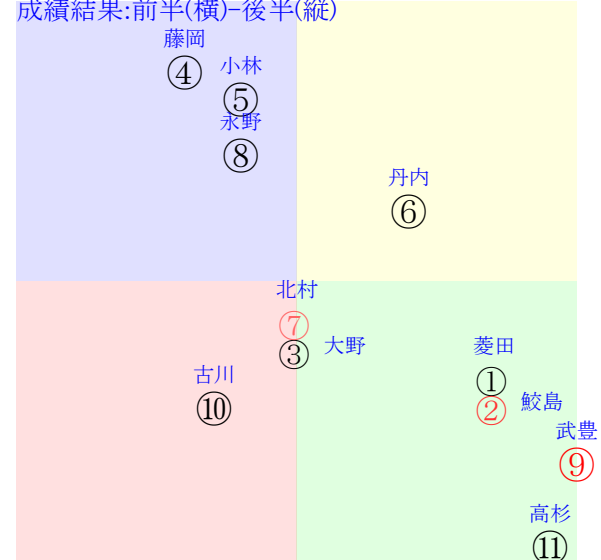 成績結果:前半(横)-後半(縦)
藤岡
④
小林
⑤
永野
⑧
丹内
⑥
北村
⑦
③
大野
菱田
①
②
鮫島
古川
⑩
武豊
⑨
高杉
⑪